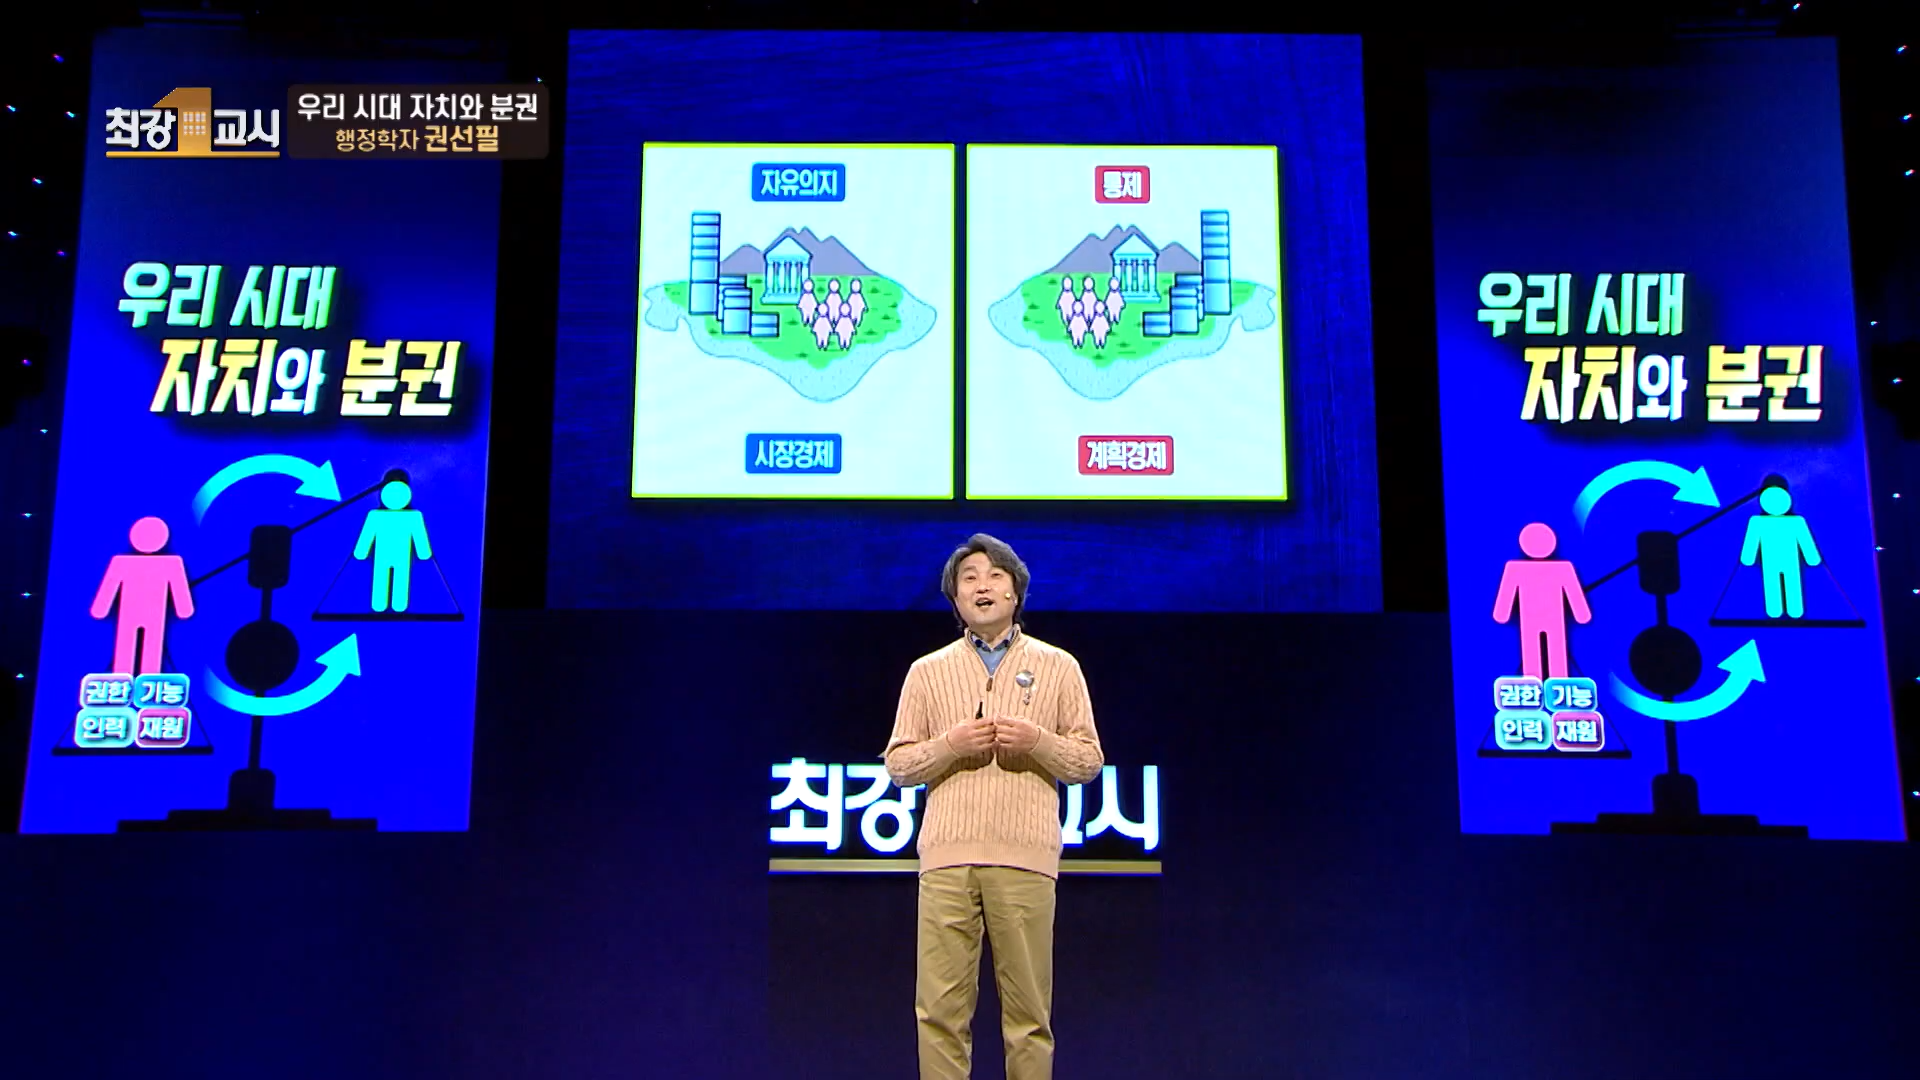 최강1교시
우리 시대 자치와 분권
행정학자 권선필
우리 시대
자치와 분권
권한 기능
인력 재원
자유의지
시장경제
통제
계획경제
우리 시대
자치와 분권
권한 기능
인력 재원
최강 교시